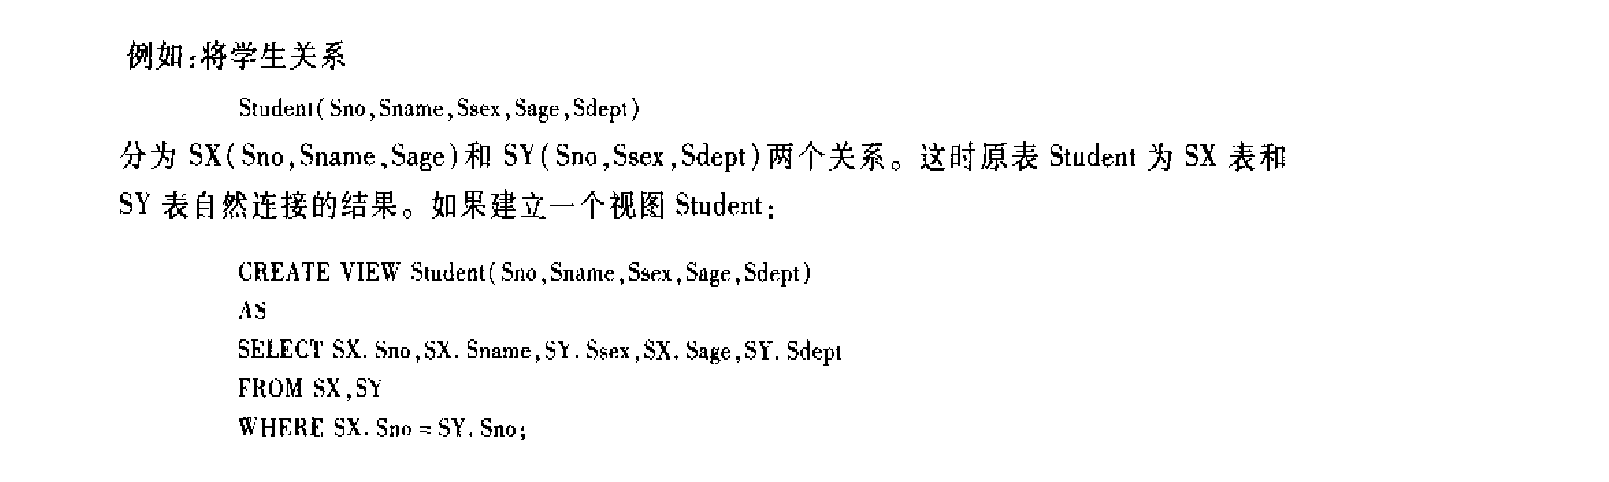 例如:将学生关系
Student(Sno,Sname,Ssex,Sage,Sdept)
分为 SX(Sno,Sname,Sage)和 SY(Sno,Ssex,Sdept)两个关系。这时原表 Student 为 SX 表和
SY 表自然连接的结果。如果建立一个视图 Student:
CREATE VIEW Student(Sno,Sname,Ssex,Sage,Sdept)
AS
SELECT SX. Sno,SX. Sname,SY. Ssex,SX. Sage,SY. Sdept
FROM SX,SY
WHERE SX. Sno = SY. Sno;